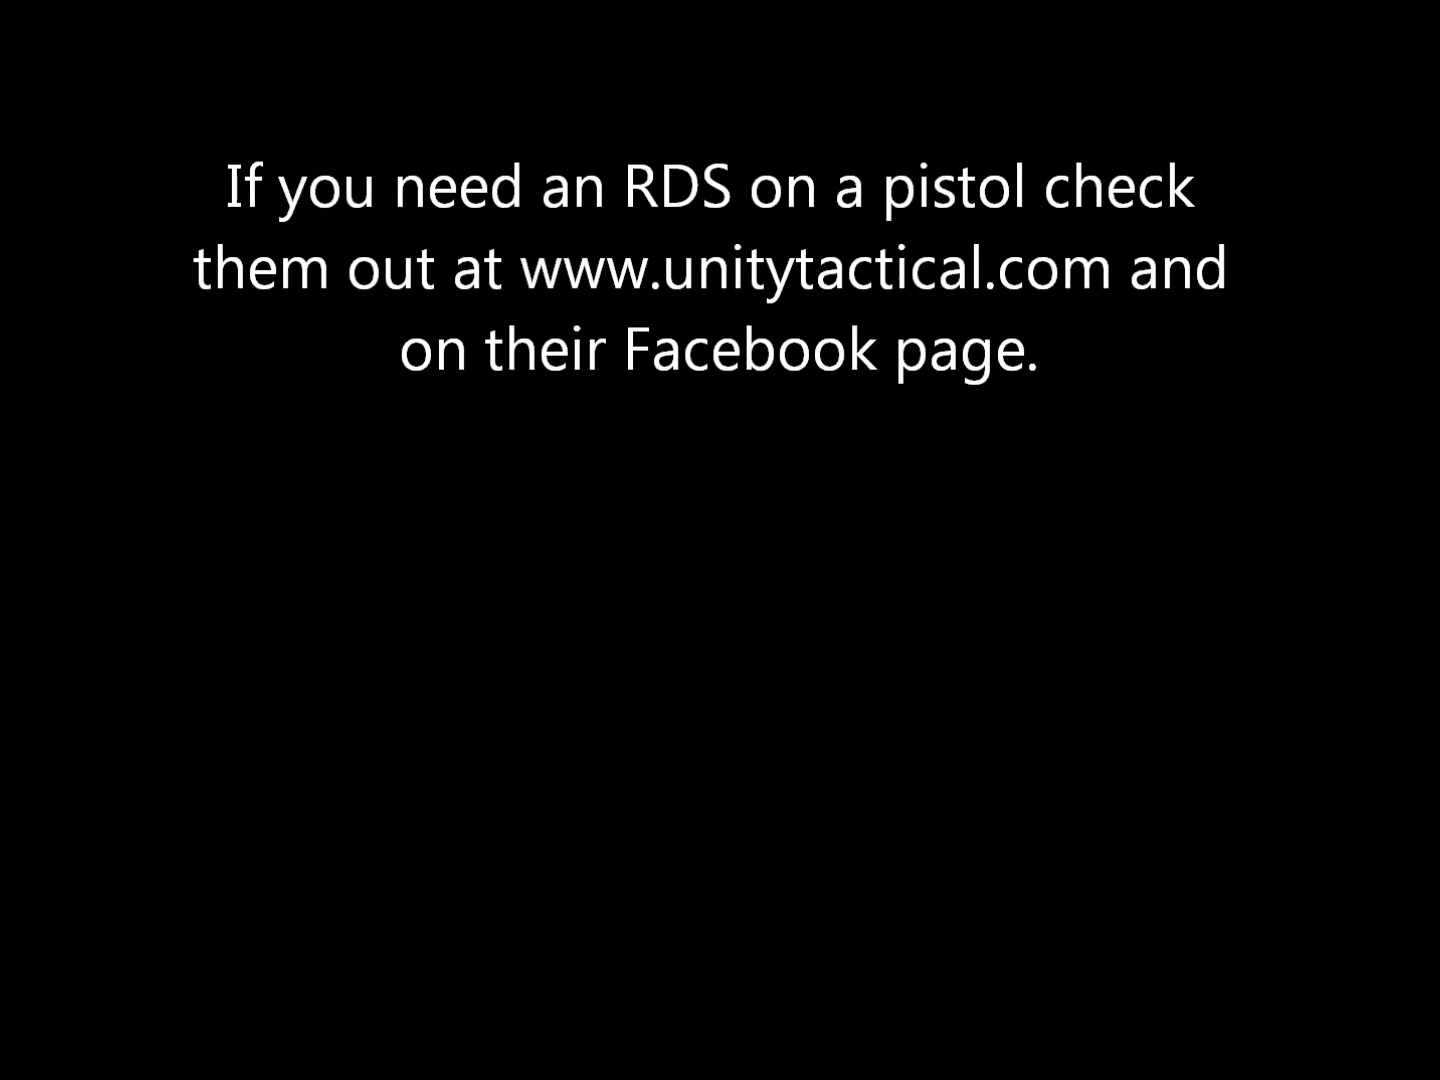 If you need an RDS on a pistol check
them out at www.unitytactical.com and
on their Facebook page.